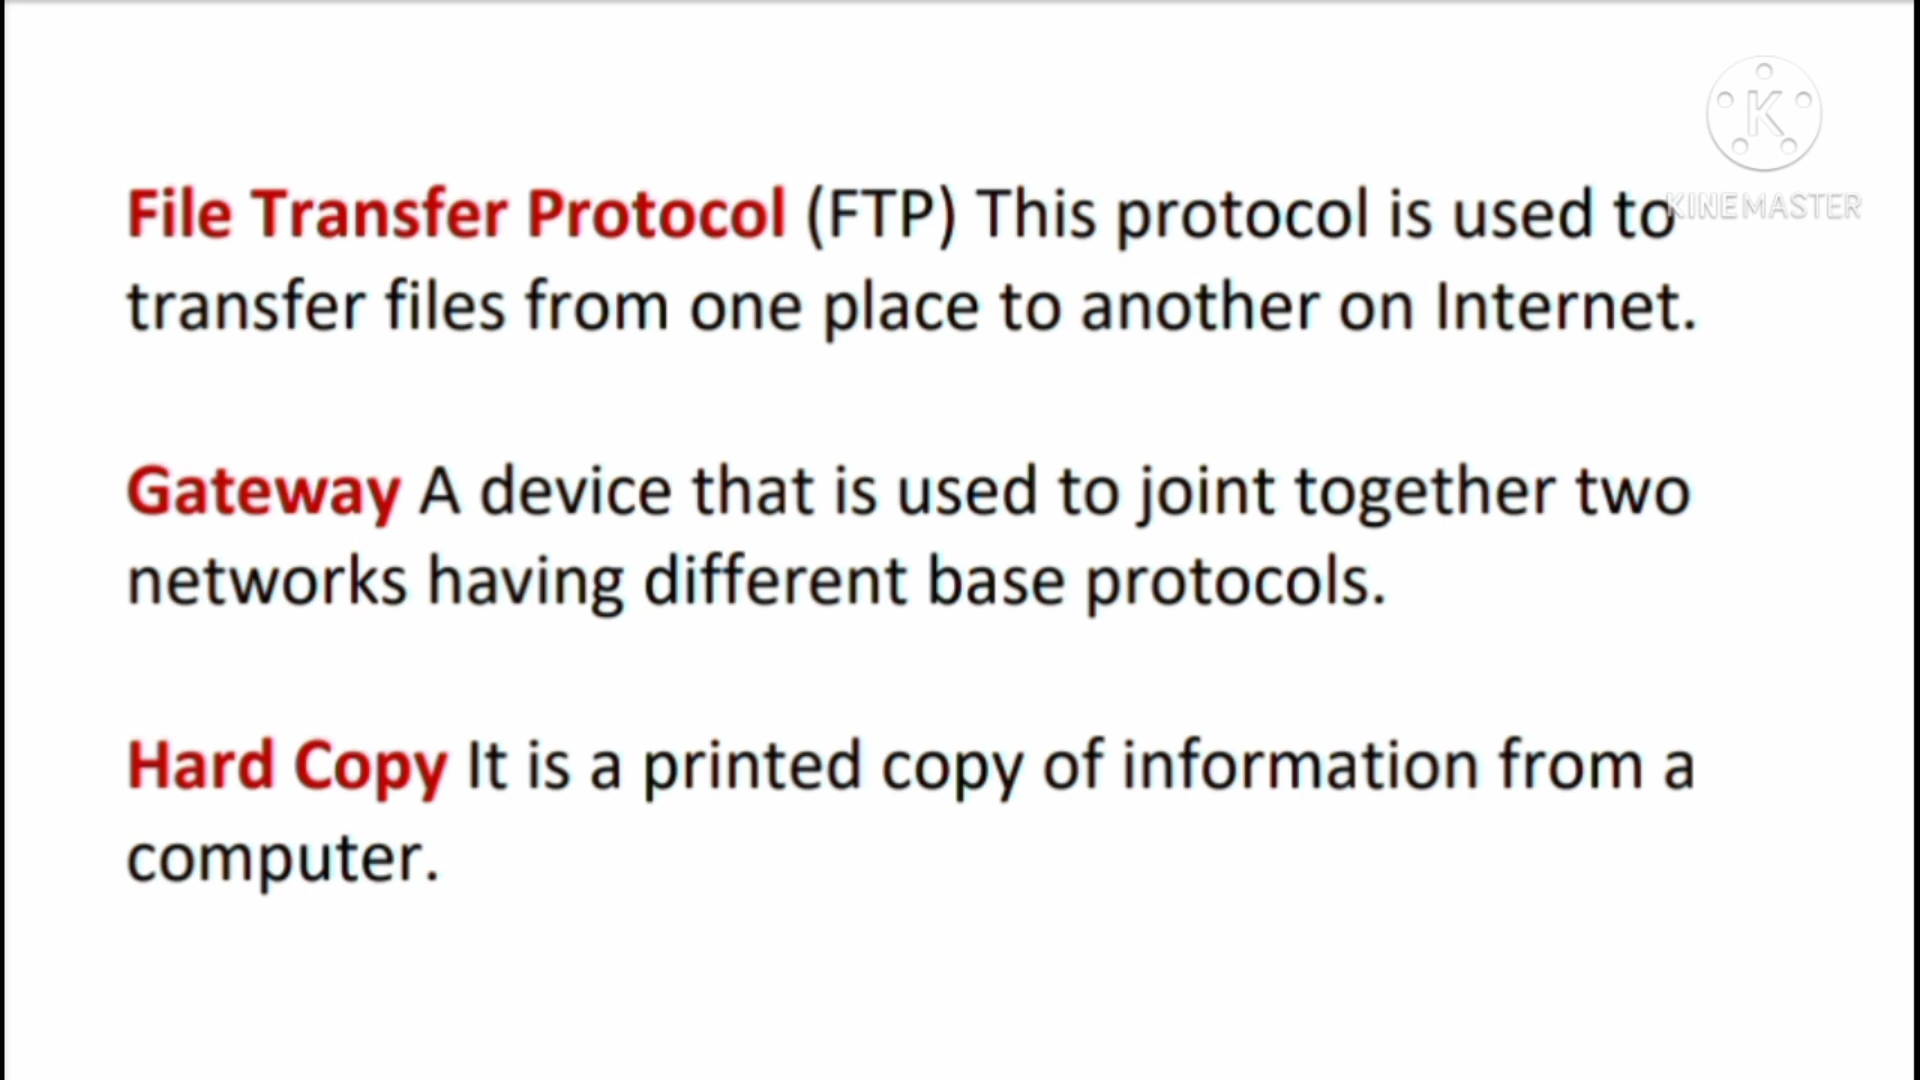 File Transfer Protocol (FTP) This protocol is used to
transfer files from one place to another on Internet.
Gateway A device that is used to joint together two
networks having different base protocols.
Hard Copy It is a printed copy of information from a
computer.
K
KINEMASTER